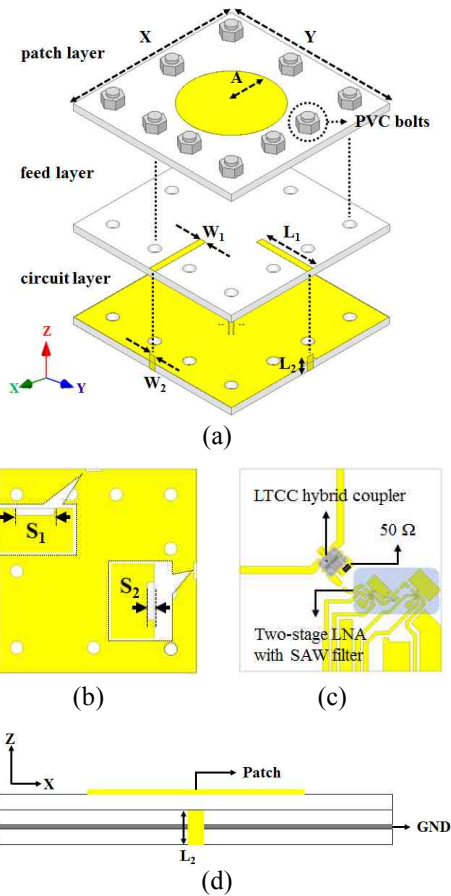 X
Y
patch layer
A
PVC bolts
feed layer
W1
L1
circuit layer
Z
X
Y
W2
L2
(a)
S1
S2
(b)
LTCC hybrid coupler
50 Ω
Two-stage LNA
with SAW filter
(c)
Z
X
Patch
GND
L2
(d)